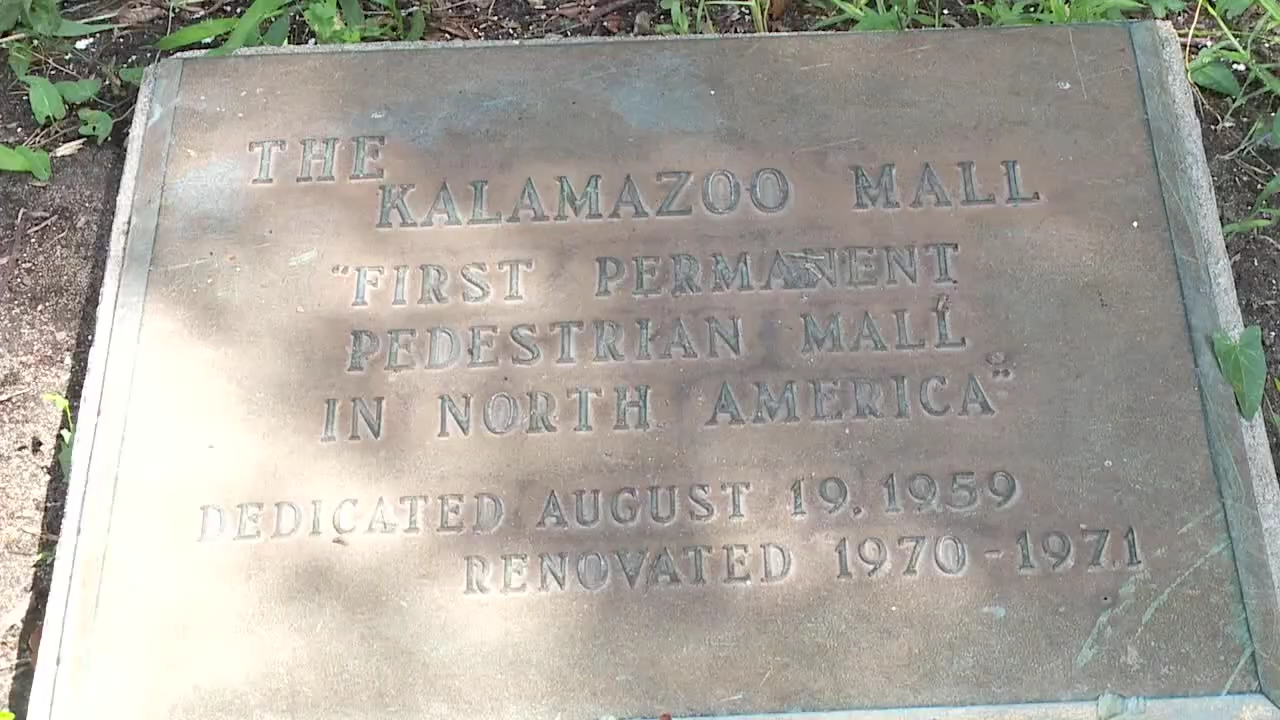 THE
KALAMAZOO MALL
"FIRST PERMANENT
PEDESTRIAN MALL
IN NORTH AMERICA"
DEDICATED AUGUST 19, 1959
RENOVATED 1970-1971